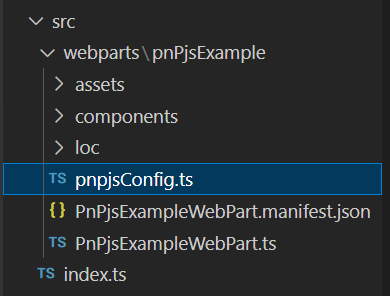 src
webparts\pnPjsExample
assets
components
loc
TS pnpjsConfig.ts
{} PnPjsExampleWebPart.manifest.json
TS PnPjsExampleWebPart.ts
TS index.ts